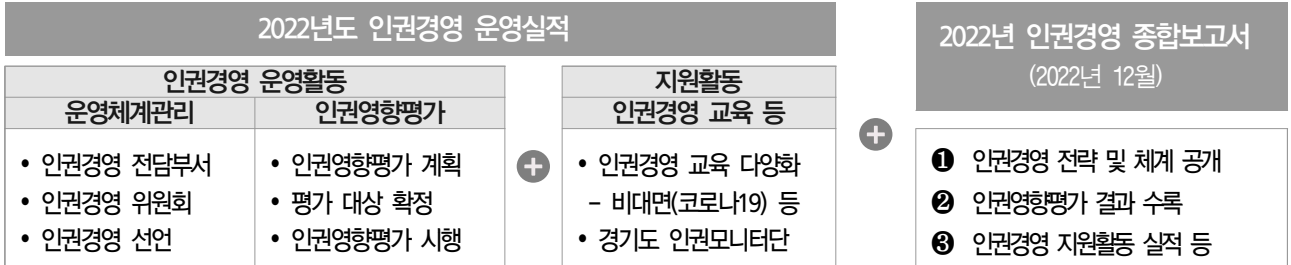 2022년도 인권경영 운영실적
인권경영 운영활동
운영체계관리
인권영향평가
• 인권경영 전담부서
• 인권경영 위원회
• 인권경영 선언
• 인권영향평가 계획
• 평가 대상 확정
• 인권영향평가 시행
+
지원활동
인권경영 교육 등
• 인권경영 교육 다양화
– 비대면(코로나19) 등
• 경기도 인권모니터단
+
2022년 인권경영 종합보고서
(2022년 12월)
❶ 인권경영 전략 및 체계 공개
❷ 인권영향평가 결과 수록
❸ 인권경영 지원활동 실적 등